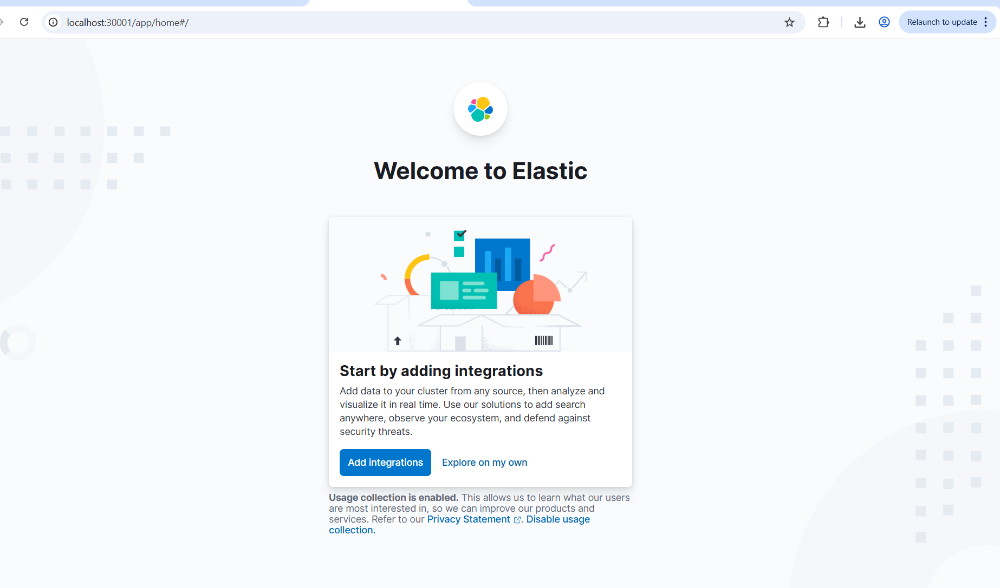 localhost:30001/app/home#/
Relaunch to update
Welcome to Elastic
Start by adding integrations
Add data to your cluster from any source, then analyze and
visualize it in real time. Use our solutions to add search
anywhere, observe your ecosystem, and defend against
security threats.
Add integrations
Explore on my own
Usage collection is enabled. This allows us to learn what our users
are most interested in, so we can improve our products and
services. Refer to our Privacy Statement. Disable usage
collection.